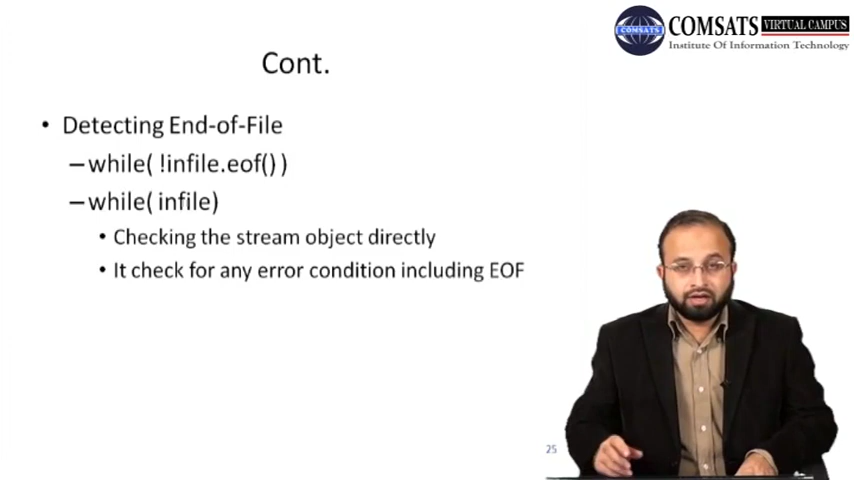 COMSATS VIRTUAL CAMPUS
COMSATS
Institute Of Information Technology
Cont.
• Detecting End-of-File
–while( !infile.eof() )
–while( infile)
• Checking the stream object directly
• It check for any error condition including EOF
25